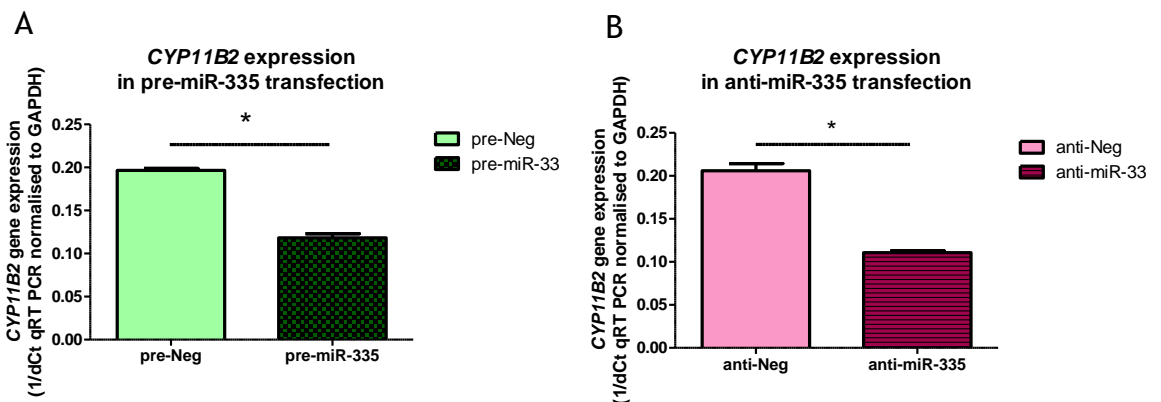 A
CYP11B2 expression
in pre-miR-335 transfection
CYP11B2 gene expression
(1/dCt qRT PCR normalised to GAPDH)
0.25
0.20
0.15
0.10
0.05
0.00
*
pre-Neg
pre-miR-335
pre-Neg
pre-miR-33
B
CYP11B2 expression
in anti-miR-335 transfection
CYP11B2 gene expression
(1/dCt qRT PCR normalised to GAPDH)
0.25
0.20
0.15
0.10
0.05
0.00
*
anti-Neg
anti-miR-335
anti-Neg
anti-miR-33